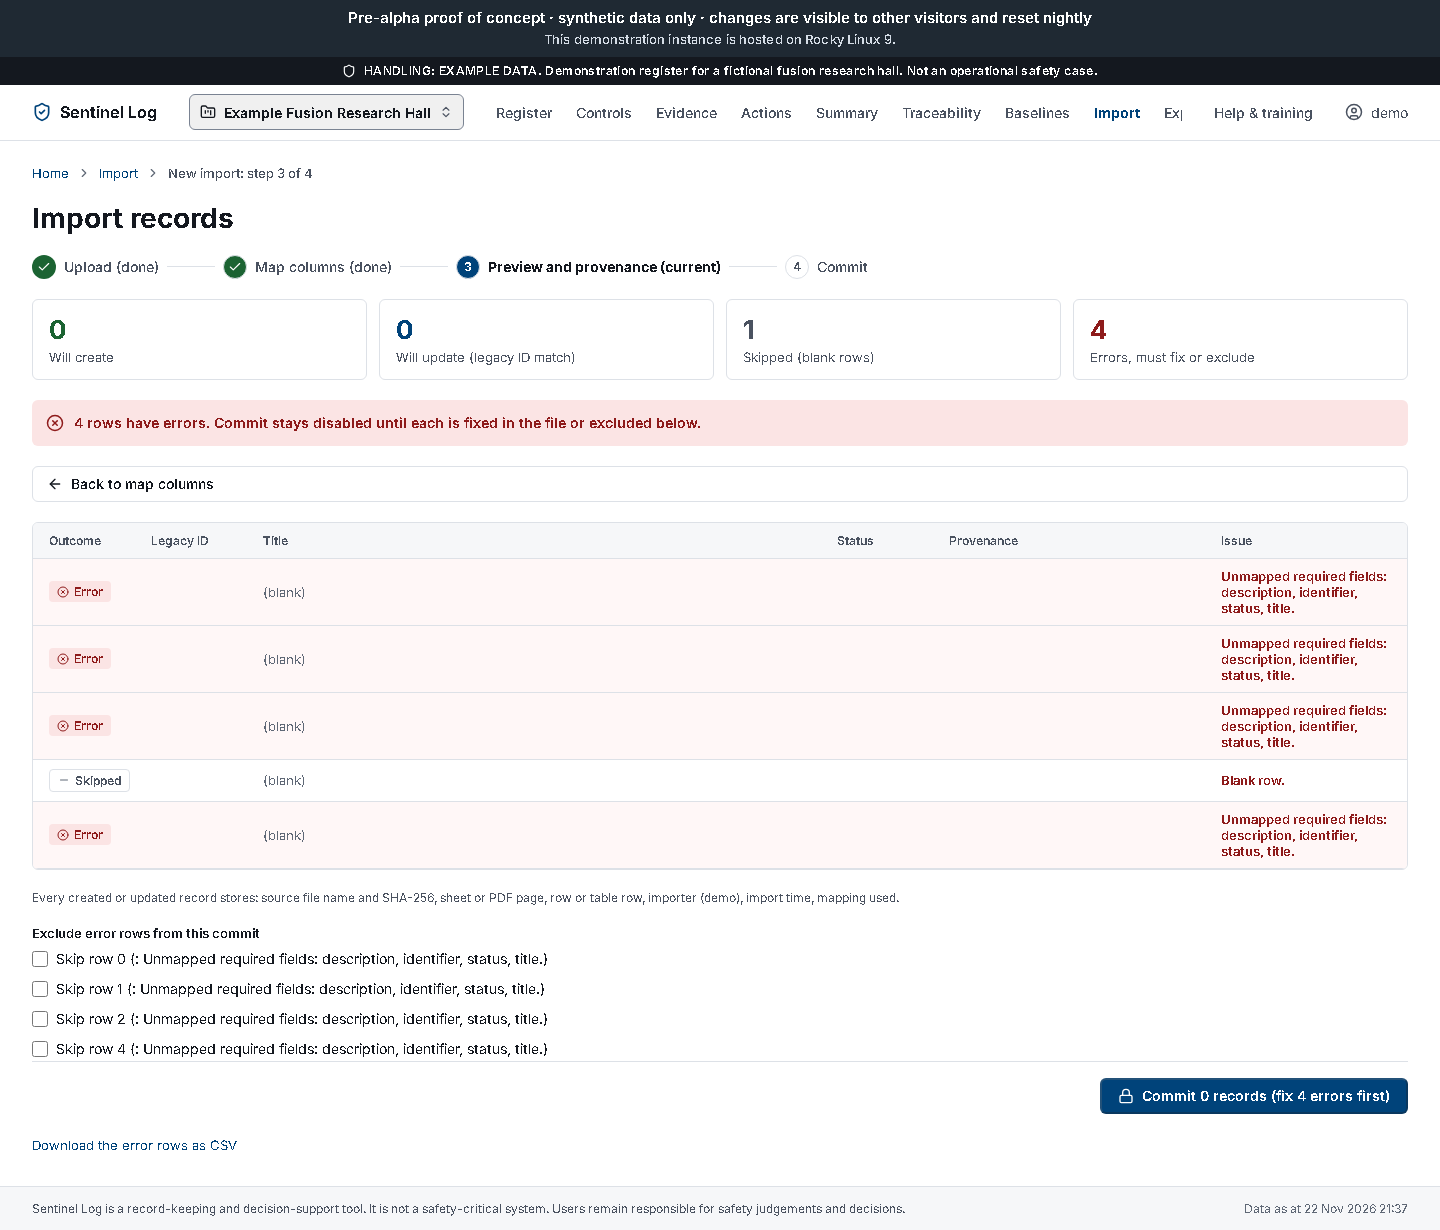 Pre-alpha proof of concept · synthetic data only · changes are visible to other visitors and reset nightly
This demonstration instance is hosted on Rocky Linux 9.
HANDLING: EXAMPLE DATA. Demonstration register for a fictional fusion research hall. Not an operational safety case.
Sentinel Log
Example Fusion Research Hall
Register Controls Evidence Actions Summary Traceability Baselines Import Exp Help & training demo
Home Import New import: step 3 of 4
Import records
Upload (done) Map columns (done) 3 Preview and provenance (current) 4 Commit
0 0 1 4
Will create Will update (legacy ID match) Skipped (blank rows) Errors, must fix or exclude
4 rows have errors. Commit stays disabled until each is fixed in the file or excluded below.
Back to map columns
Outcome Legacy ID Title Status Provenance Issue
Error (blank) Unmapped required fields:
description, identifier,
status, title.
Error (blank) Unmapped required fields:
description, identifier,
status, title.
Error (blank) Unmapped required fields:
description, identifier,
status, title.
Skipped (blank) Blank row.
Error (blank) Unmapped required fields:
description, identifier,
status, title.
Every created or updated record stores: source file name and SHA-256, sheet or PDF page, row or table row, importer (demo), import time, mapping used.
Exclude error rows from this commit
Skip row 0 (: Unmapped required fields: description, identifier, status, title.)
Skip row 1 (: Unmapped required fields: description, identifier, status, title.)
Skip row 2 (: Unmapped required fields: description, identifier, status, title.)
Skip row 4 (: Unmapped required fields: description, identifier, status, title.)
Commit 0 records (fix 4 errors first)
Download the error rows as CSV
Sentinel Log is a record-keeping and decision-support tool. It is not a safety-critical system. Users remain responsible for safety judgements and decisions.
Data as at 22 Nov 2026 21:37